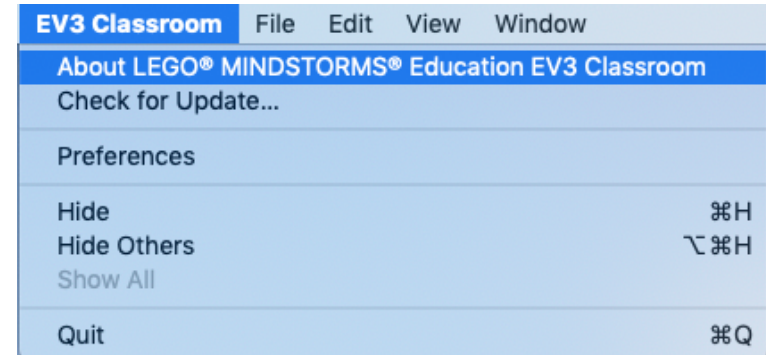 EV3 Classroom File Edit View Window
About LEGO® MINDSTORMS® Education EV3 Classroom
Check for Update...
Preferences
Hide ⌘H
Hide Others ⌥⌘H
Show All
Quit ⌘Q